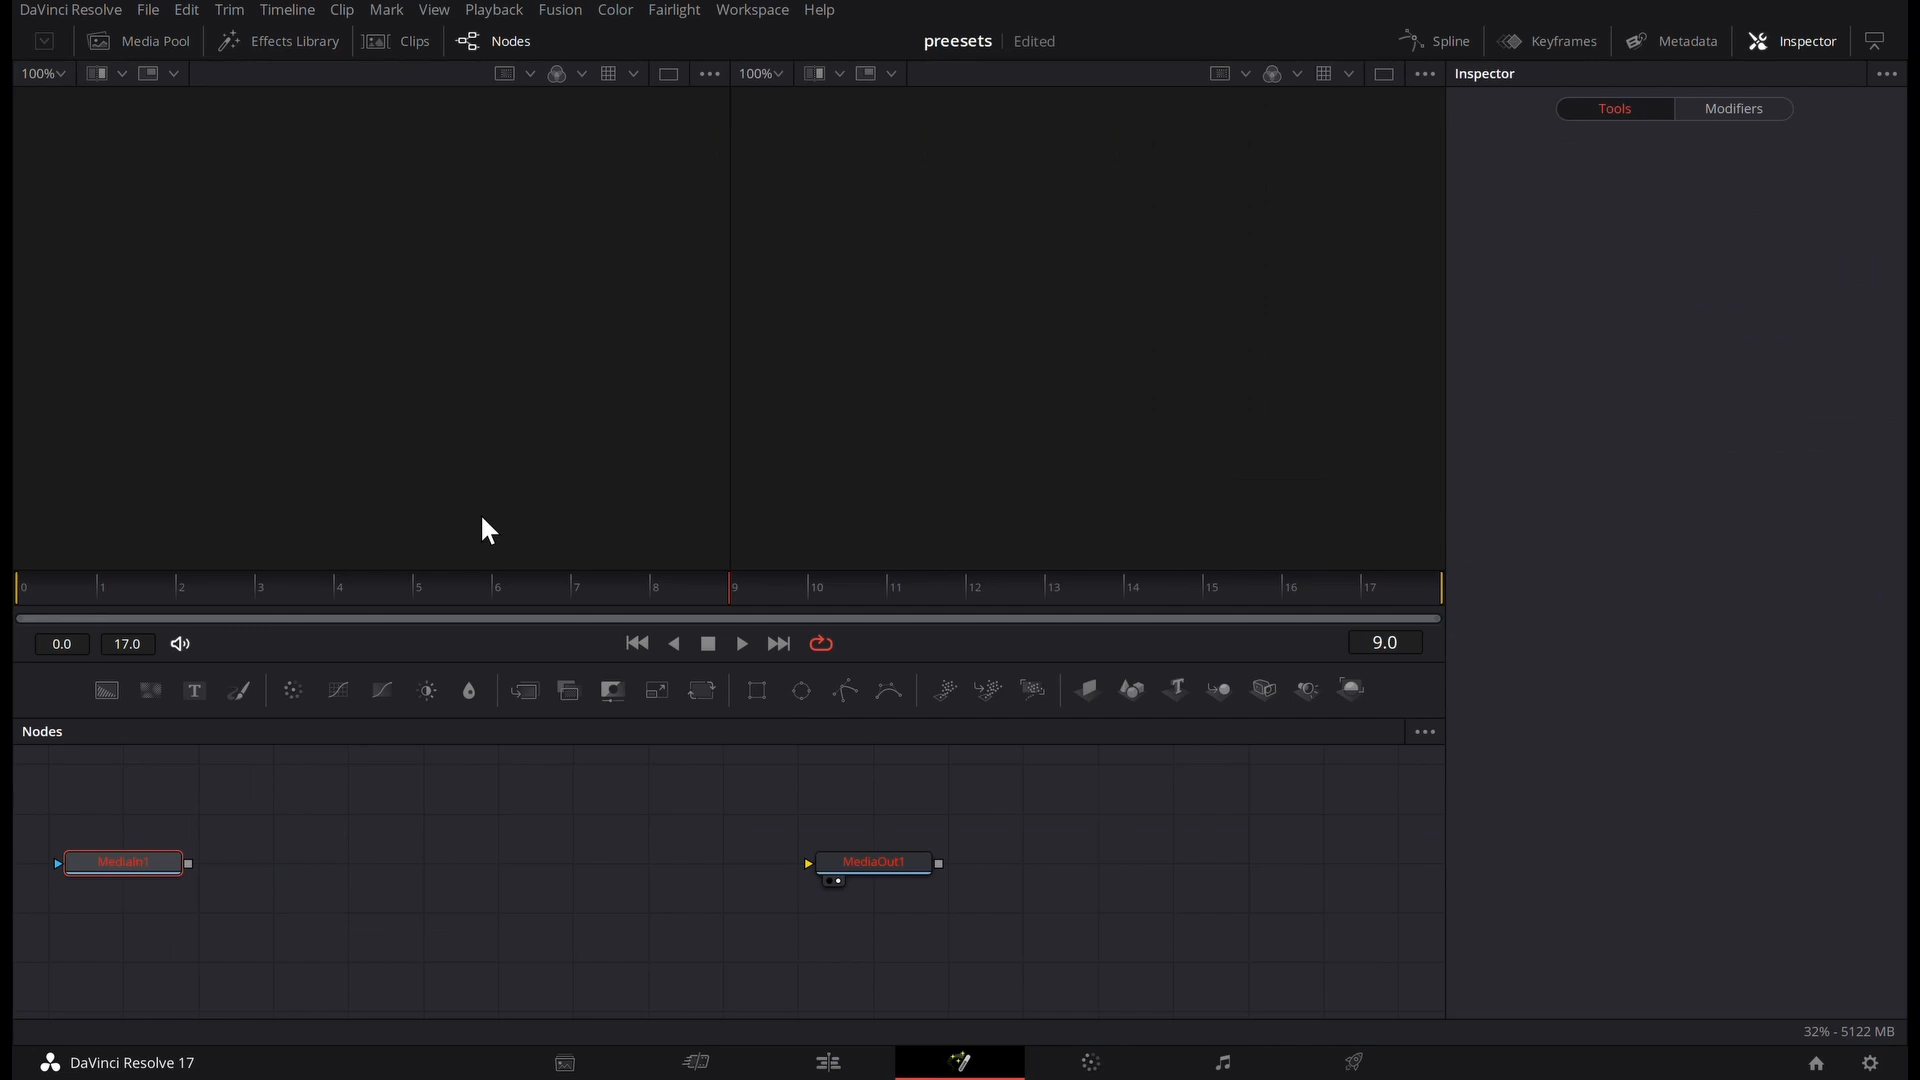 DaVinci Resolve File Edit Trim Timeline Clip Mark View Playback Fusion Color Fairlight Workspace Help
Media Pool Effects Library Clips Nodes preesets Edited Spline Keyframes Metadata Inspector
100% 100% Inspector
Tools Modifiers
0 1 2 3 4 5 6 7 8 9 10 11 12 13 14 15 16 17
0.0 17.0 9.0
T T
Nodes
MediaIn1 MediaOut1
32% - 5122 MB
DaVinci Resolve 17